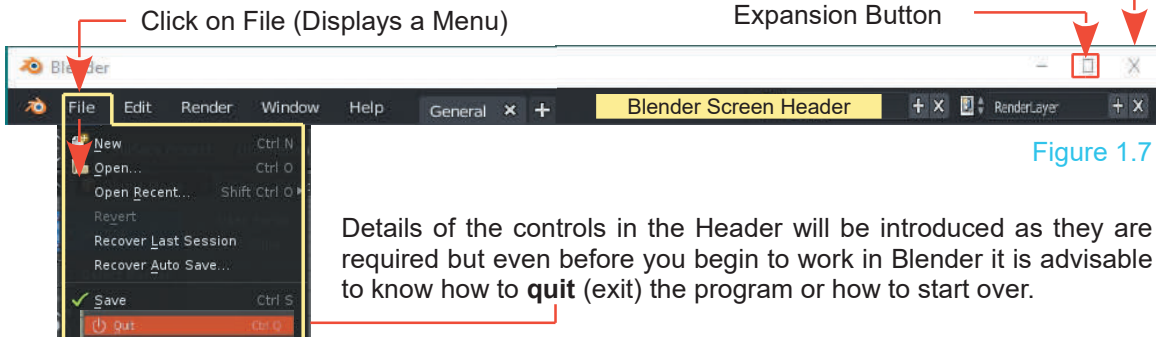 Click on File (Displays a Menu)
Expansion Button
Blender
File Edit Render Window Help General × + Blender Screen Header + X RenderLayer + X
New Ctrl N
Open... Ctrl O
Open Recent... Shift Ctrl O
Revert
Recover Last Session
Recover Auto Save...
Save Ctrl S
Quit Ctrl Q
Figure 1.7
Details of the controls in the Header will be introduced as they are
required but even before you begin to work in Blender it is advisable
to know how to quit (exit) the program or how to start over.